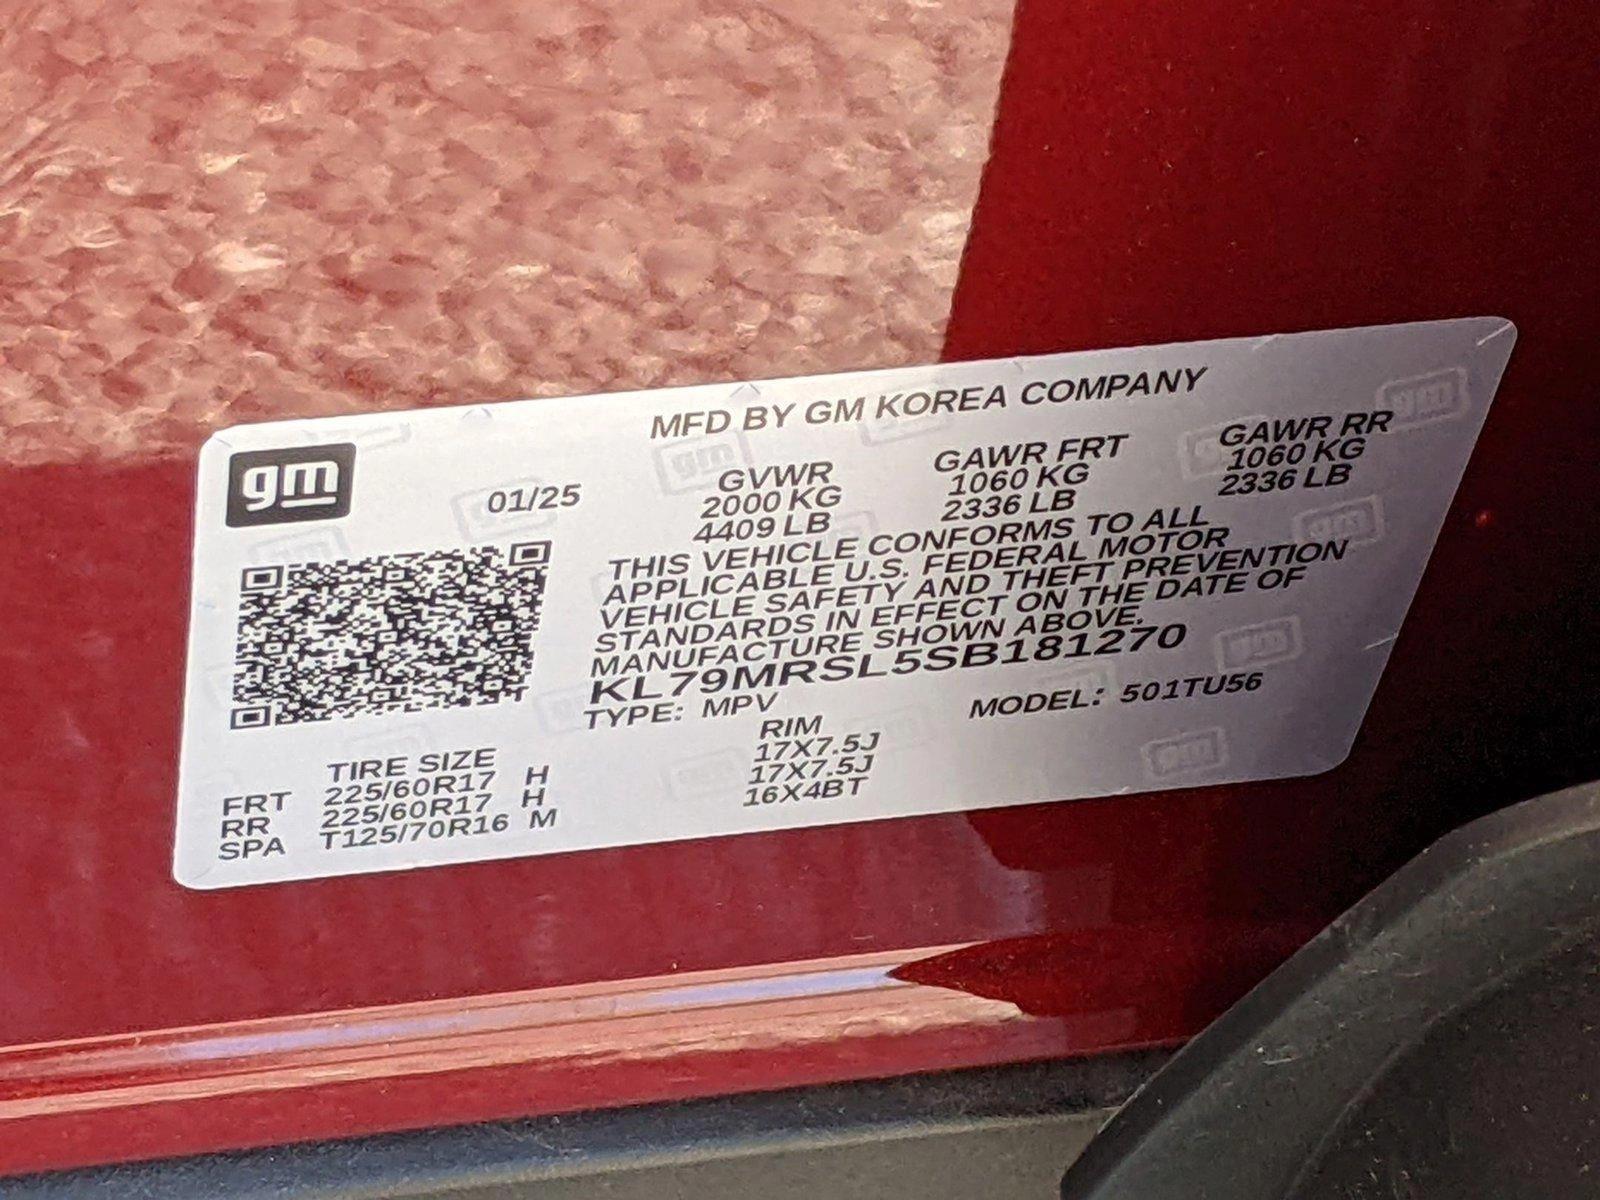 gm
MFD BY GM KOREA COMPANY
01/25
GVWR
2000 KG
4409 LB
GAWR FRT
1060 KG
2336 LB
GAWR RR
1060 KG
2336 LB
THIS VEHICLE CONFORMS TO ALL
APPLICABLE U.S. FEDERAL MOTOR
VEHICLE SAFETY AND THEFT PREVENTION
STANDARDS IN EFFECT ON THE DATE OF
MANUFACTURE SHOWN ABOVE.
KL79MRSL5SB181270
TYPE: MPV MODEL: 501TU56
TIRE SIZE RIM
FRT 225/60R17 H 17X7.5J
RR 225/60R17 H 17X7.5J
SPA T125/70R16 M 16X4BT